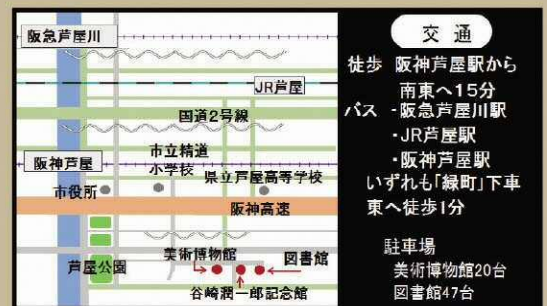 阪急芦屋川
JR芦屋
国道2号線
阪神芦屋
市立精道
小学校
県立芦屋高等学校
市役所
阪神高速
芦屋公園
美術博物館
図書館
谷崎潤一郎記念館
交通
徒歩 阪神芦屋駅から
南東へ15分
バス -阪急芦屋川駅
・JR芦屋駅
・阪神芦屋駅
いずれも「緑町」下車
東へ徒歩1分
駐車場
美術博物館20台
図書館47台